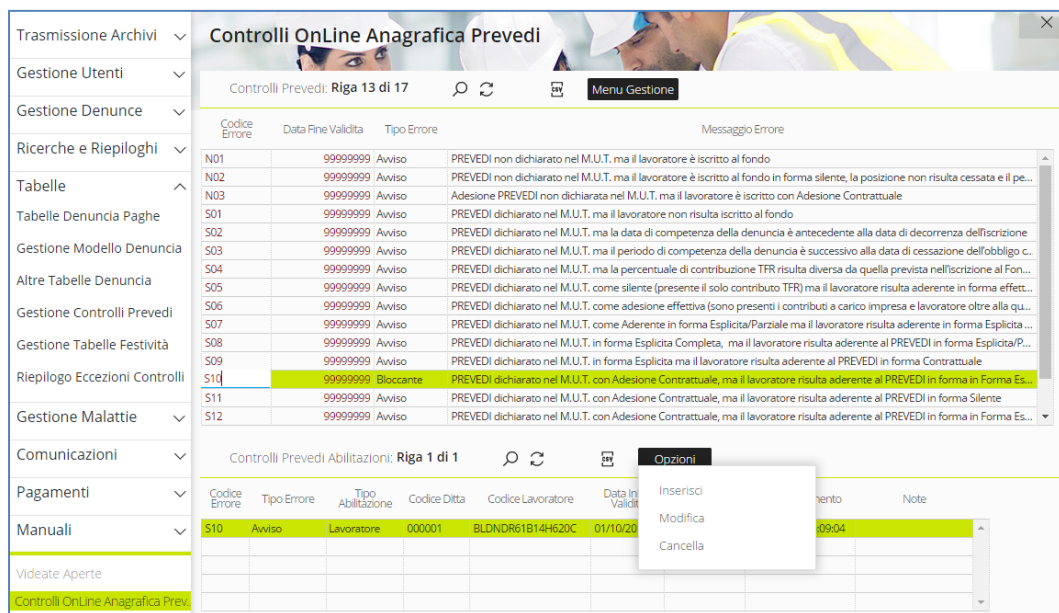 Trasmissione Archivi
Gestione Utenti
Gestione Denunce
Ricerche e Riepiloghi
Tabelle
Tabelle Denuncia Paghe
Gestione Modello Denuncia
Altre Tabelle Denuncia
Gestione Controlli Prevedi
Gestione Tabelle Festività
Riepilogo Eccezioni Controlli
Gestione Malattie
Comunicazioni
Pagamenti
Manuali
Videate Aperte
Controlli OnLine Anagrafica Prev.
Controlli OnLine Anagrafica Prevedi
Controlli Prevedi: Riga 13 di 17 CSV Menu Gestione
Codice Errore Data Fine Validita Tipo Errore Messaggio Errore
N01 99999999 Avviso PREVEDI non dichiarato nel M.U.T. ma il lavoratore è iscritto al fondo
N02 99999999 Avviso PREVEDI non dichiarato nel M.U.T. ma il lavoratore è iscritto al fondo in forma silente, la posizione non risulta cessata e il pe...
N03 99999999 Avviso Adesione PREVEDI non dichiarata nel M.U.T. ma il lavoratore è iscritto con Adesione Contrattuale
S01 99999999 Avviso PREVEDI dichiarato nel M.U.T. ma il lavoratore non risulta iscritto al fondo
S02 99999999 Avviso PREVEDI dichiarato nel M.U.T. ma la data di competenza della denuncia è antecedente alla data di decorrenza dell'iscrizione
S03 99999999 Avviso PREVEDI dichiarato nel M.U.T. ma il periodo di competenza della denuncia è successivo alla data di cessazione dell'obbligo c...
S04 99999999 Avviso PREVEDI dichiarato nel M.U.T. ma la percentuale di contribuzione TFR risulta diversa da quella prevista nell'iscrizione al Fon...
S05 99999999 Avviso PREVEDI dichiarato nel M.U.T. come silente (presente il solo contributo TFR) ma il lavoratore risulta aderente in forma effett...
S06 99999999 Avviso PREVEDI dichiarato nel M.U.T. come adesione effettiva (sono presenti i contributi a carico impresa e lavoratore oltre alla qu...
S07 99999999 Avviso PREVEDI dichiarato nel M.U.T. come Aderente in forma Esplicita/Parziale ma il lavoratore risulta aderente in forma Esplicita ...
S08 99999999 Avviso PREVEDI dichiarato nel M.U.T. in forma Esplicita Completa, ma il lavoratore risulta aderente al PREVEDI in forma Esplicita/P...
S09 99999999 Avviso PREVEDI dichiarato nel M.U.T. in forma Esplicita ma il lavoratore risulta aderente al PREVEDI in forma Contrattuale
S10 99999999 Bloccante PREVEDI dichiarato nel M.U.T. con Adesione Contrattuale, ma il lavoratore risulta aderente al PREVEDI in forma in Forma Es...
S11 99999999 Avviso PREVEDI dichiarato nel M.U.T. con Adesione Contrattuale, ma il lavoratore risulta aderente al PREVEDI in forma Silente
S12 99999999 Avviso PREVEDI dichiarato nel M.U.T. con Adesione Contrattuale, ma il lavoratore risulta aderente al PREVEDI in forma in Forma Es...
Controlli Prevedi Abilitazioni: Riga 1 di 1 CSV Opzioni
Inserisci
Modifica
Cancella
Codice Errore Tipo Errore Tipo Abilitazione Codice Ditta Codice Lavoratore Data In Validit ento Note
S10 Avviso Lavoratore 000001 BLDNDR61B14H620C 01/10/20 :09:04